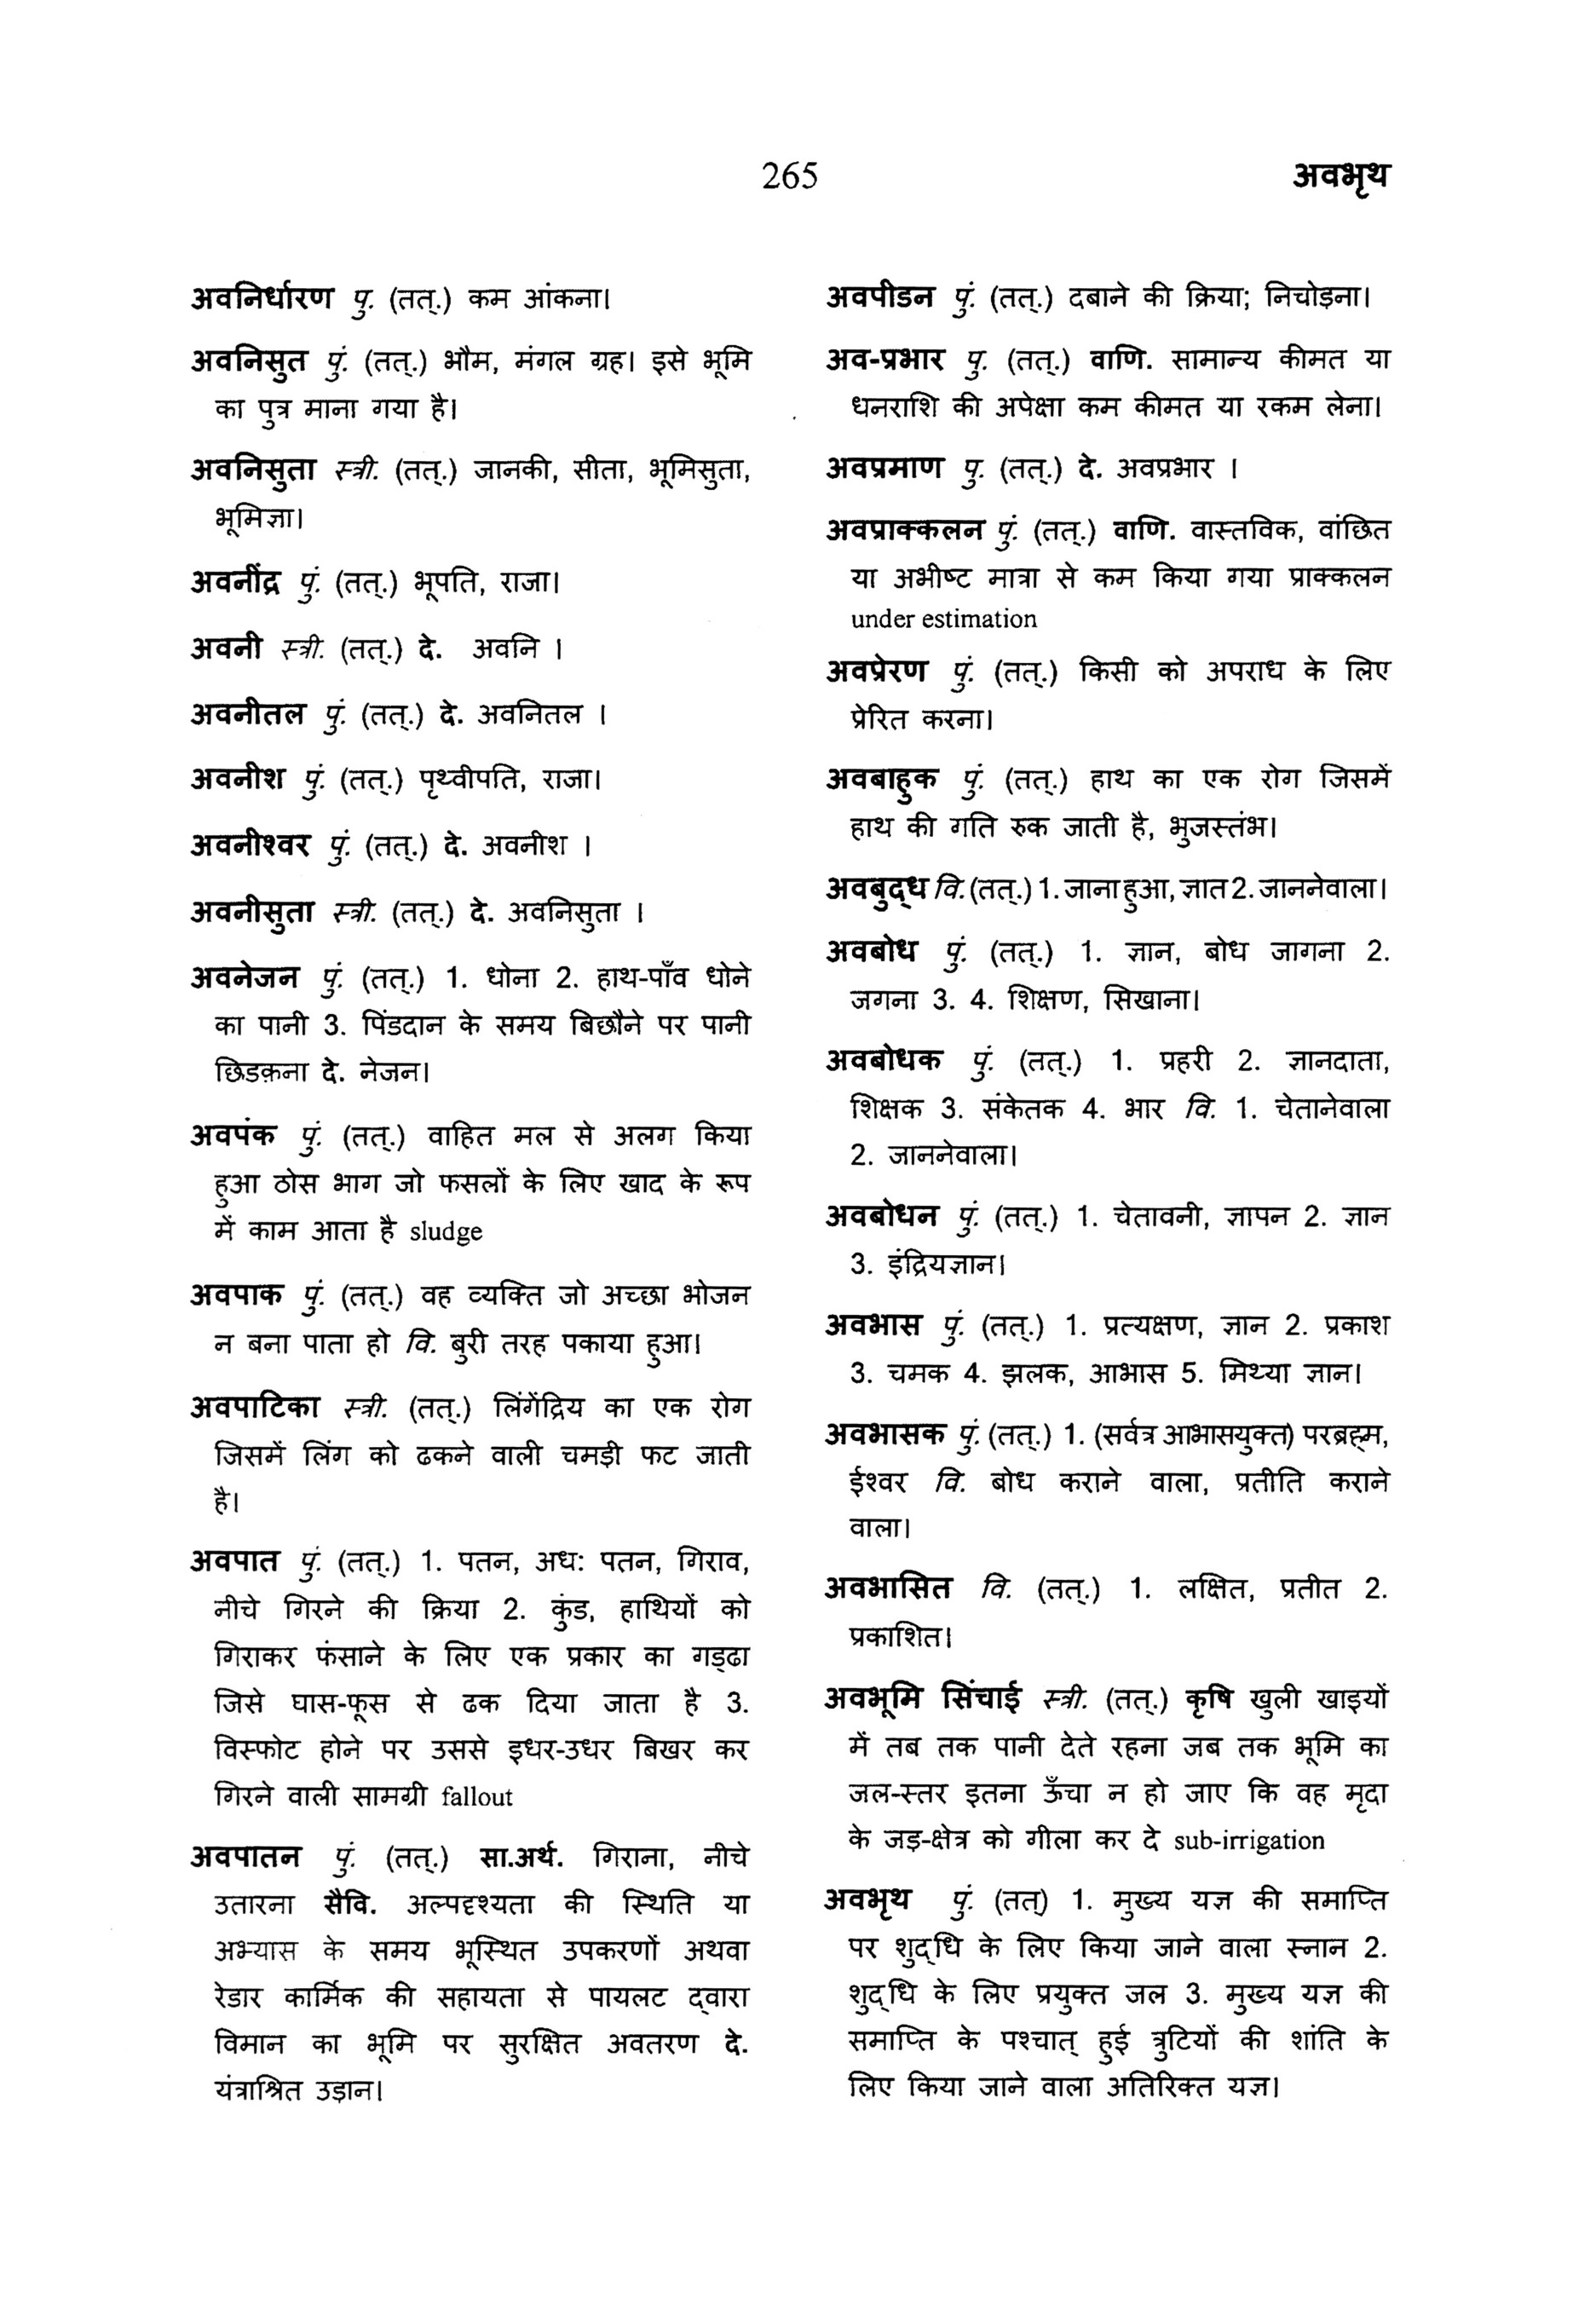 265
अवभृथ
अवनिर्धारण पु. (तत्.) कम आंकना।
अवनिसुत पुं. (तत्.) भौम, मंगल ग्रह। इसे भूमि
का पुत्र माना गया है।
अवनिसुता स्त्री. (तत्.) जानकी, सीता, भूमिसुता,
भूमिज्ञा।
अवनींद्र पुं. (तत्.) भूपति, राजा।
अवनी स्त्री. (तत्.) दे. अवनि ।
अवनीतल पुं. (तत्.) दे. अवनितल ।
अवनीश पुं. (तत्.) पृथ्वीपति, राजा।
अवनीश्वर पुं. (तत्.) दे. अवनीश ।
अवनीसुता स्त्री. (तत्.) दे. अवनिसुता ।
अवनेजन पुं. (तत्.) 1. धोना 2. हाथ-पाँव धोने
का पानी 3. पिंडदान के समय बिछौने पर पानी
छिडक़ना दे. नेजन।
अवपंक पुं. (तत्.) वाहित मल से अलग किया
हुआ ठोस भाग जो फसलों के लिए खाद के रूप
में काम आता है sludge
अवपाक पुं. (तत्.) वह व्यक्ति जो अच्छा भोजन
न बना पाता हो वि. बुरी तरह पकाया हुआ।
अवपाटिका स्त्री. (तत्.) लिंगेंद्रिय का एक रोग
जिसमें लिंग को ढकने वाली चमड़ी फट जाती
है।
अवपात पुं. (तत्.) 1. पतन, अध: पतन, गिराव,
नीचे गिरने की क्रिया 2. कुंड, हाथियों को
गिराकर फंसाने के लिए एक प्रकार का गड्ढा
जिसे घास-फूस से ढक दिया जाता है 3.
विस्फोट होने पर उससे इधर-उधर बिखर कर
गिरने वाली सामग्री fallout
अवपातन पुं. (तत्.) सा.अर्थ. गिराना, नीचे
उतारना सैवि. अल्पदृश्यता की स्थिति या
अभ्यास के समय भूस्थित उपकरणों अथवा
रेडार कार्मिक की सहायता से पायलट द्‌वारा
विमान का भूमि पर सुरक्षित अवतरण दे.
यंत्राश्रित उड़ान।
अवपीडन पुं. (तत्.) दबाने की क्रिया; निचोड़ना।
अव-प्रभार पु. (तत्.) वाणि. सामान्य कीमत या
धनराशि की अपेक्षा कम कीमत या रकम लेना।
अवप्रमाण पु. (तत्.) दे. अवप्रभार ।
अवप्राक्कलन पुं. (तत्.) वाणि. वास्तविक, वांछित
या अभीष्ट मात्रा से कम किया गया प्राक्कलन
under estimation
अवप्रेरण पुं. (तत्.) किसी को अपराध के लिए
प्रेरित करना।
अवबाहुक पुं. (तत्.) हाथ का एक रोग जिसमें
हाथ की गति रुक जाती है, भुजस्तंभ।
अवबुद्‌ध वि. (तत्.) 1. जाना हुआ, ज्ञात 2. जाननेवाला।
अवबोध पुं. (तत्.) 1. ज्ञान, बोध जागना 2.
जगना 3. 4. शिक्षण, सिखाना।
अवबोधक पुं. (तत्.) 1. प्रहरी 2. ज्ञानदाता,
शिक्षक 3. संकेतक 4. भार वि. 1. चेतानेवाला
2. जाननेवाला।
अवबोधन पुं. (तत्.) 1. चेतावनी, ज्ञापन 2. ज्ञान
3. इंद्रियज्ञान।
अवभास पुं. (तत्.) 1. प्रत्यक्षण, ज्ञान 2. प्रकाश
3. चमक 4. झलक, आभास 5. मिथ्या ज्ञान।
अवभासक पुं. (तत्.) 1. (सर्वत्र आभासयुक्त) परब्रह्‌म,
ईश्वर वि. बोध कराने वाला, प्रतीति कराने
वाला।
अवभासित वि. (तत्.) 1. लक्षित, प्रतीत 2.
प्रकाशित।
अवभूमि सिंचाई स्त्री. (तत्.) कृषि खुली खाइयों
में तब तक पानी देते रहना जब तक भूमि का
जल-स्तर इतना ऊँचा न हो जाए कि वह मृदा
के जड़-क्षेत्र को गीला कर दे sub-irrigation
अवभृथ पुं. (तत्) 1. मुख्य यज्ञ की समाप्ति
पर शुद्‌धि के लिए किया जाने वाला स्नान 2.
शुद्‌धि के लिए प्रयुक्त जल 3. मुख्य यज्ञ की
समाप्ति के पश्चात् हुई त्रुटियों की शांति के
लिए किया जाने वाला अतिरिक्त यज्ञ।